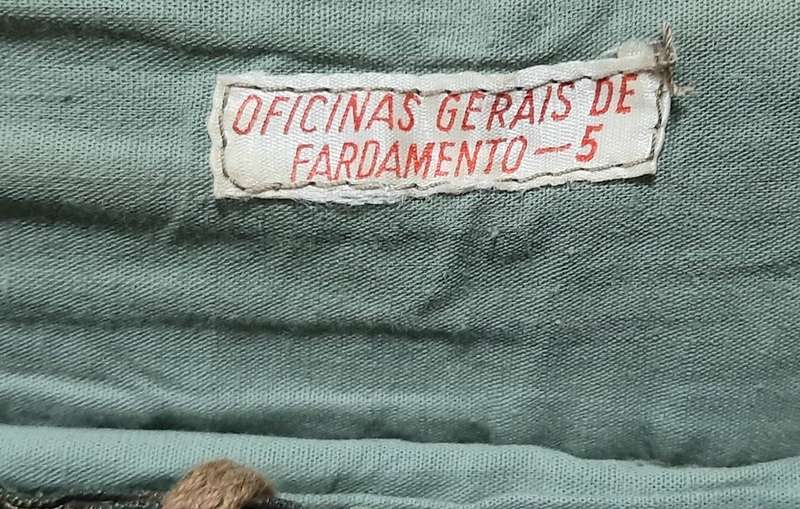 OFICINAS GERAIS DE
FARDAMENTO — 5